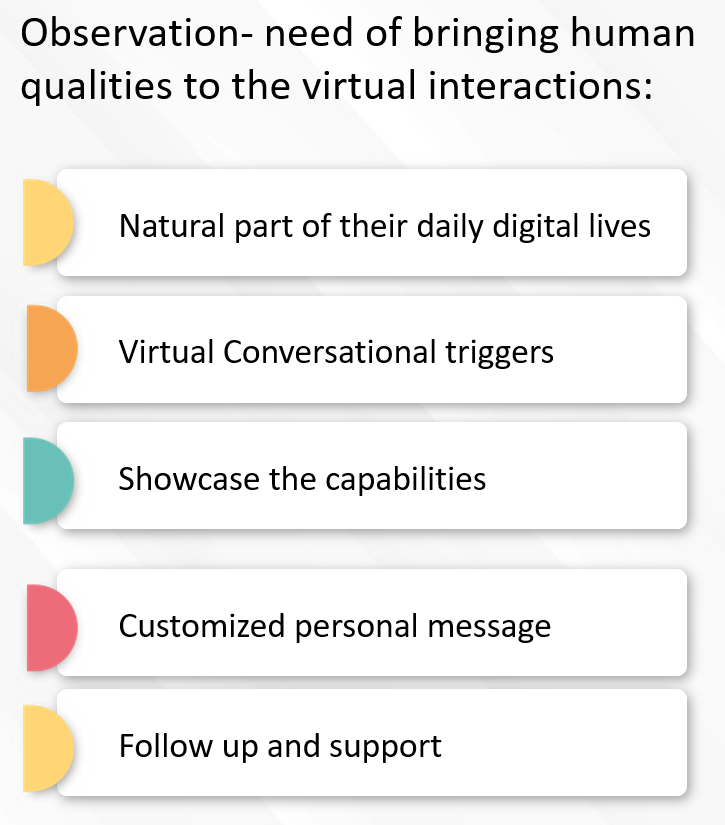 Observation- need of bringing human
qualities to the virtual interactions:
Natural part of their daily digital lives
Virtual Conversational triggers
Showcase the capabilities
Customized personal message
Follow up and support